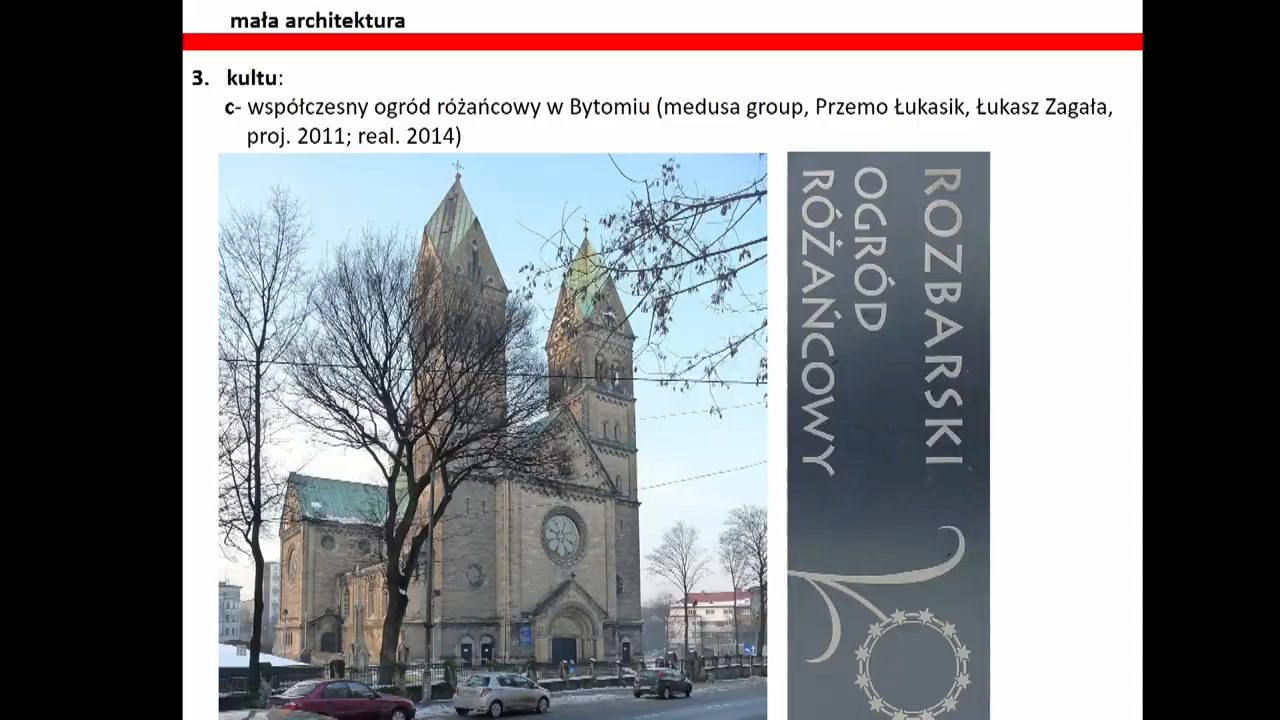 mała architektura
3. kultu:
c- współczesny ogród różańcowy w Bytomiu (medusa group, Przemo Łukasik, Łukasz Zagała,
proj. 2011; real. 2014)
ROZBARSKI
OGRÓD
RÓŻAŃCOWY